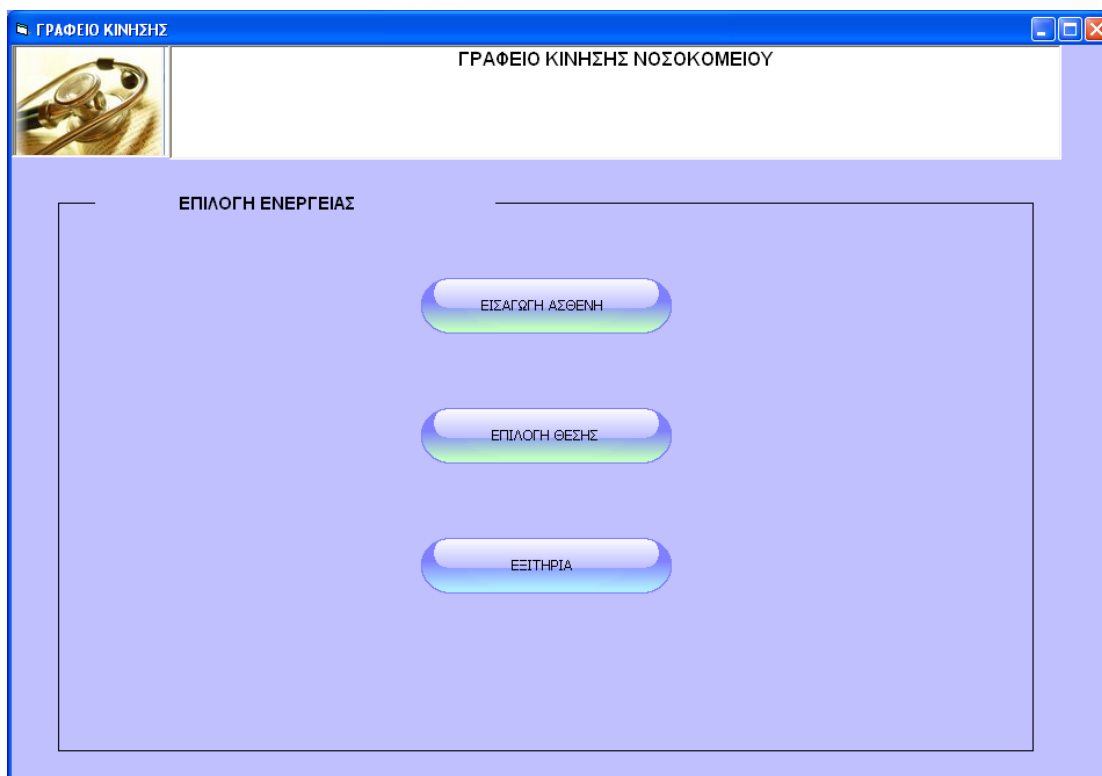 ΓΡΑΦΕΙΟ ΚΙΝΗΣΗΣ
ΓΡΑΦΕΙΟ ΚΙΝΗΣΗΣ ΝΟΣΟΚΟΜΕΙΟΥ
ΕΠΙΛΟΓΗ ΕΝΕΡΓΕΙΑΣ
ΕΙΣΑΓΩΓΗ ΑΣΘΕΝΗ
ΕΠΙΛΟΓΗ ΘΕΣΗΣ
ΕΞΙΤΗΡΙΑ